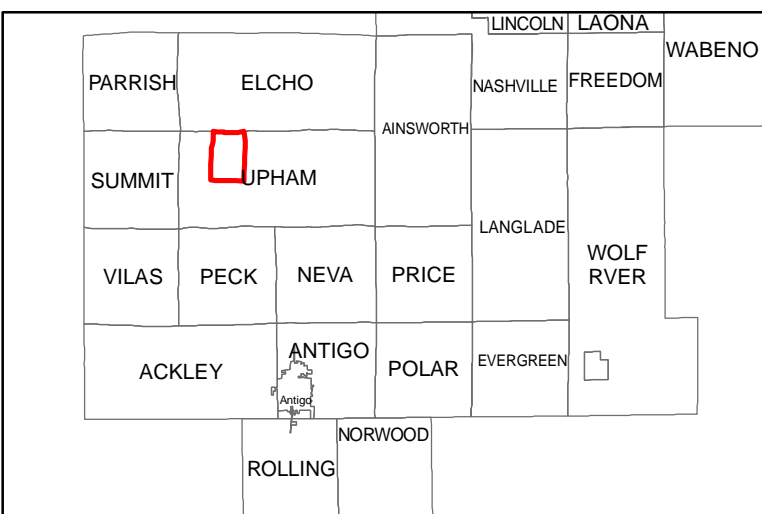 LINCOLN
LAONA
WABENO
PARRISH
ELCHO
NASHVILLE
FREEDOM
AINSWORTH
SUMMIT
UPHAM
LANGLADE
WOLF
RVER
VILAS
PECK
NEVA
PRICE
ANTIGO
ACKLEY
POLAR
EVERGREEN
Antigo
NORWOOD
ROLLING